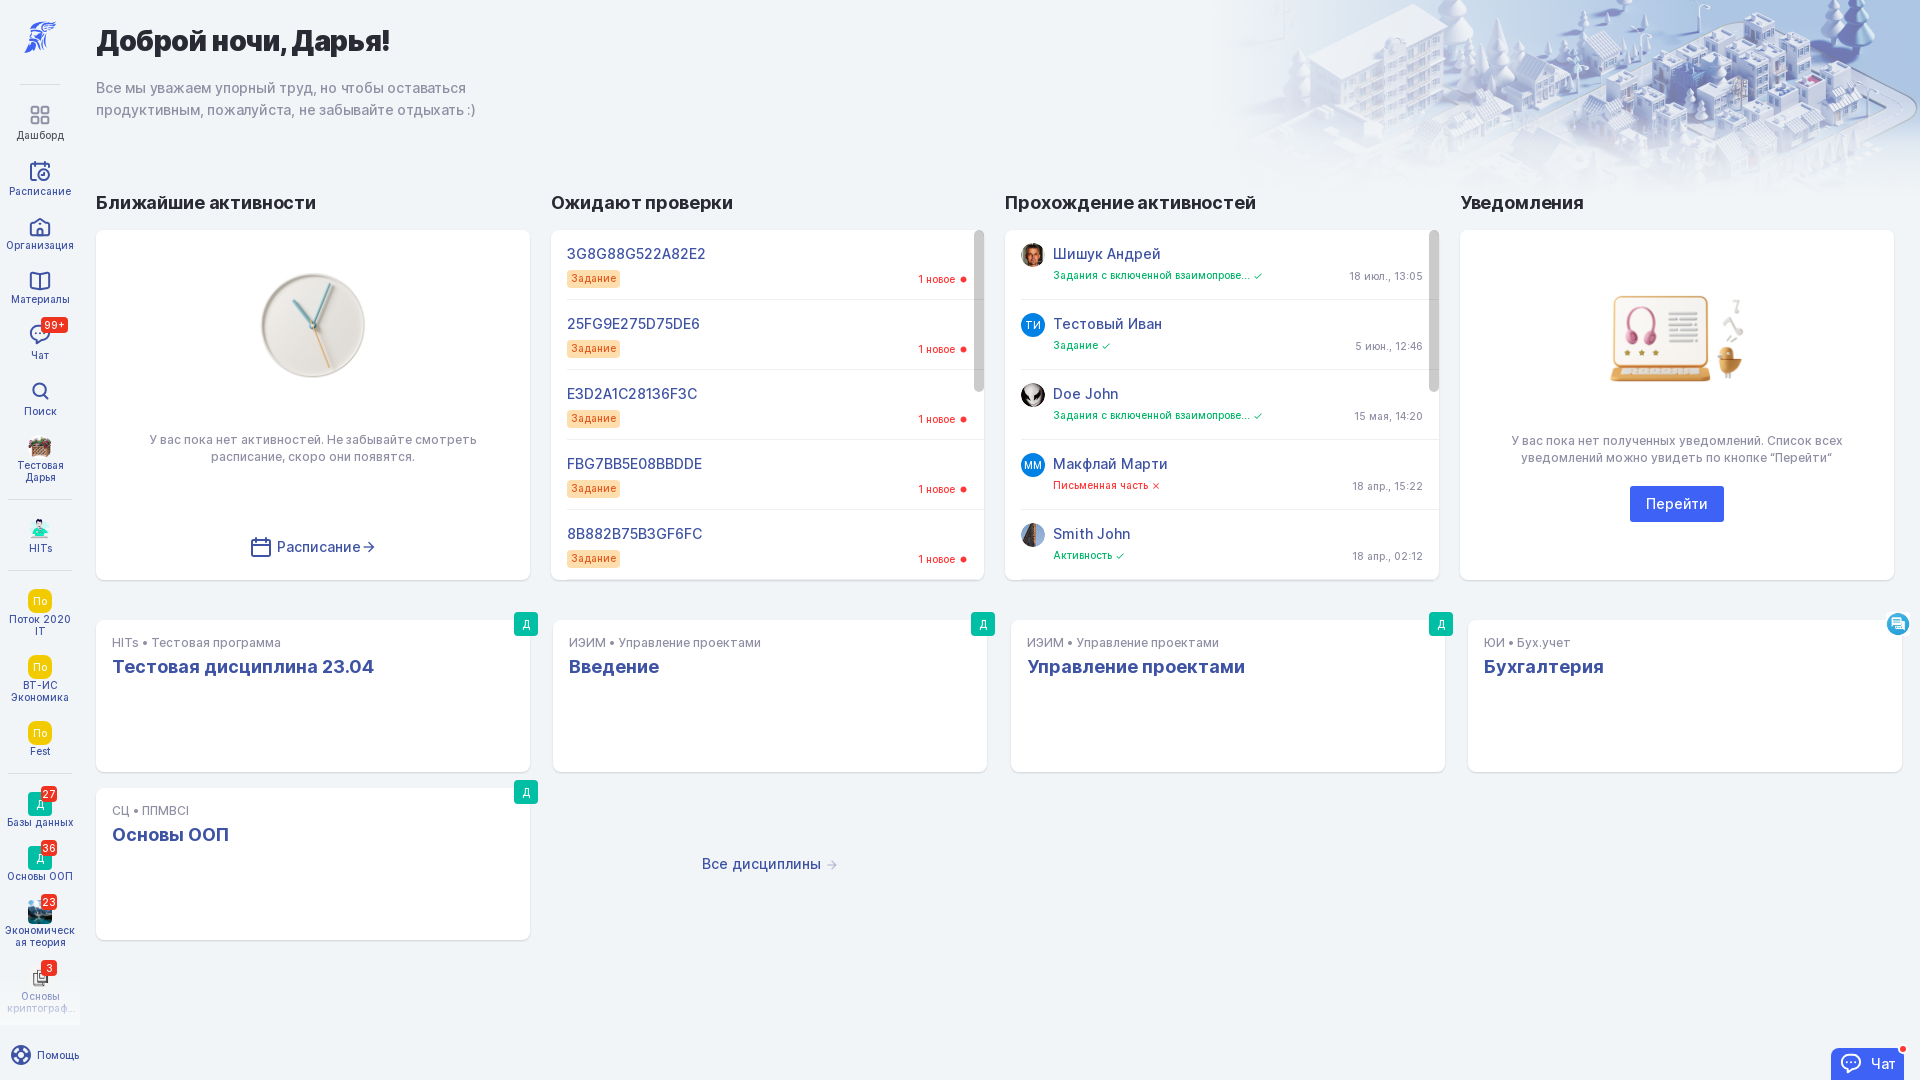 Доброй ночи, Дарья!
Все мы уважаем упорный труд, но чтобы оставаться
продуктивным, пожалуйста, не забывайте отдыхать :)
Дашборд
Расписание
Организация
Материалы
99+
Чат
Поиск
Тестовая
Дарья
HITs
По
Поток 2020
IT
По
ВТ-ИС
Экономика
По
Fest
27
Д
Базы данных
36
Д
Основы ООП
23
Экономическ
ая теория
3
Основы
криптограф...
Помощь
Ближайшие активности
У вас пока нет активностей. Не забывайте смотреть
расписание, скоро они появятся.
Расписание
Ожидают проверки
3G8G88G522A82E2
Задание
1 новое
25FG9E275D75DE6
Задание
1 новое
E3D2A1C28136F3C
Задание
1 новое
FBG7BB5E08BBDDE
Задание
1 новое
8B882B75B3GF6FC
Задание
1 новое
Прохождение активностей
Шишук Андрей
Задания с включенной взаимопрове...
18 июл., 13:05
ТИ
Тестовый Иван
Задание
5 июн., 12:46
Doe John
Задания с включенной взаимопрове...
15 мая, 14:20
ММ
Макфлай Марти
Письменная часть
18 апр., 15:22
Smith John
Активность
18 апр., 02:12
Уведомления
У вас пока нет полученных уведомлений. Список всех
уведомлений можно увидеть по кнопке “Перейти”
Перейти
Д
HITs • Тестовая программа
Тестовая дисциплина 23.04
Д
ИЭИМ • Управление проектами
Введение
Д
ИЭИМ • Управление проектами
Управление проектами
ЮИ • Бух.учет
Бухгалтерия
Д
СЦ • ППМВСІ
Основы ООП
Все дисциплины
Чат